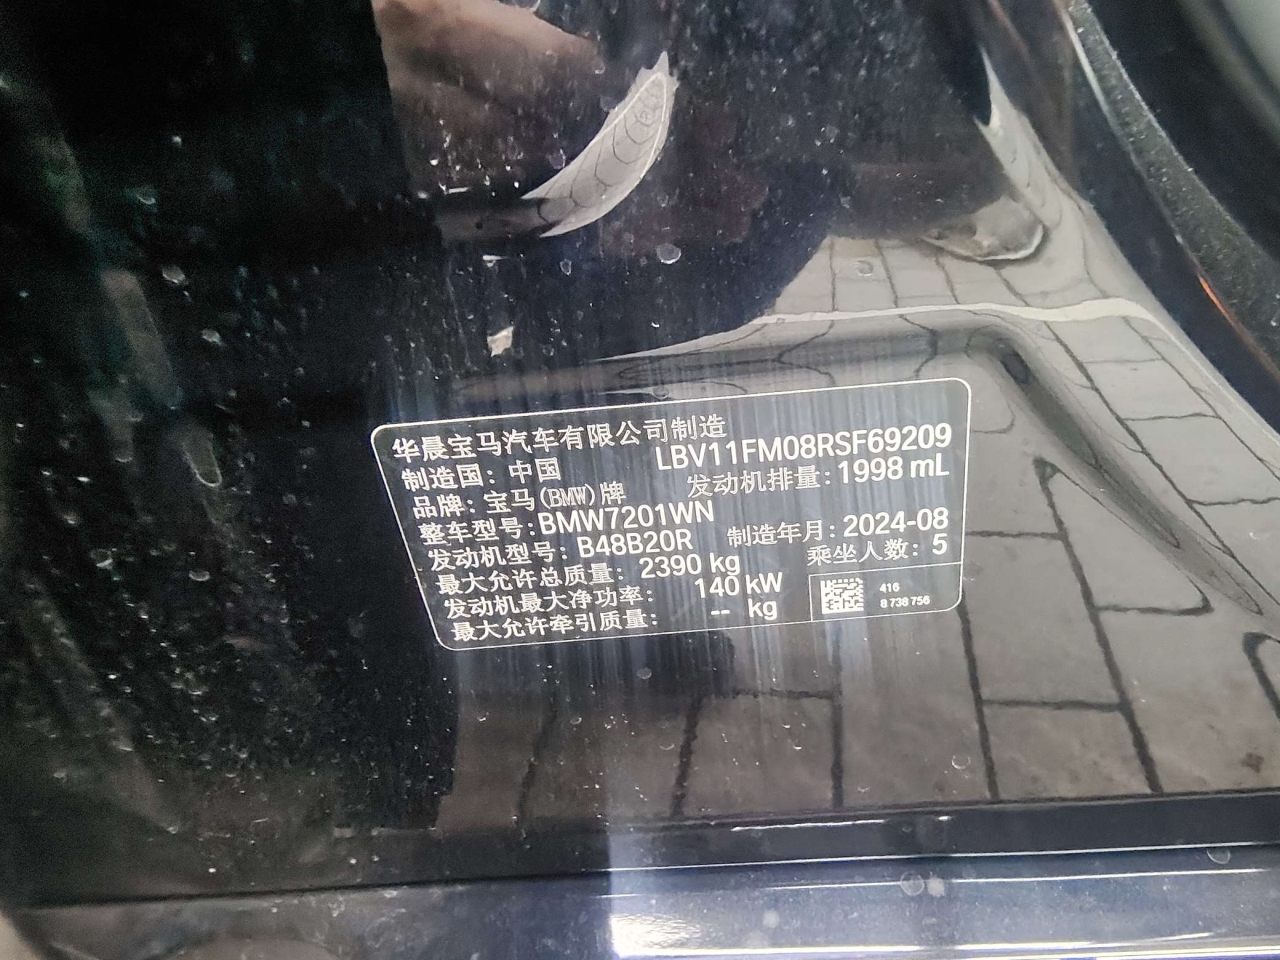 华晨宝马汽车有限公司制造
制造国：中国 LBV11FM08RSF69209
品牌：宝马(BMW)牌 发动机排量：1998 mL
整车型号：BMW7201WN
发动机型号：B48B20R 制造年月：2024-08
最大允许总质量：2390 kg 乘坐人数：5
发动机最大净功率： 140 kW
最大允许牵引质量： -- kg
416
8 738 756